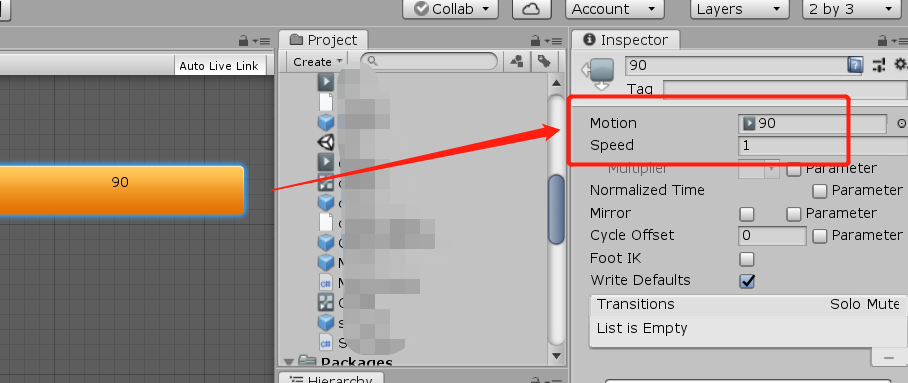 Collab
Account
Layers
2 by 3
Auto Live Link
90
Project
Create
Packages
Hierarchy
Inspector
90
Tag
Motion 90
Speed 1
Multiplier Parameter
Normalized Time Parameter
Mirror Parameter
Cycle Offset 0 Parameter
Foot IK
Write Defaults
Transitions Solo Mute
List is Empty